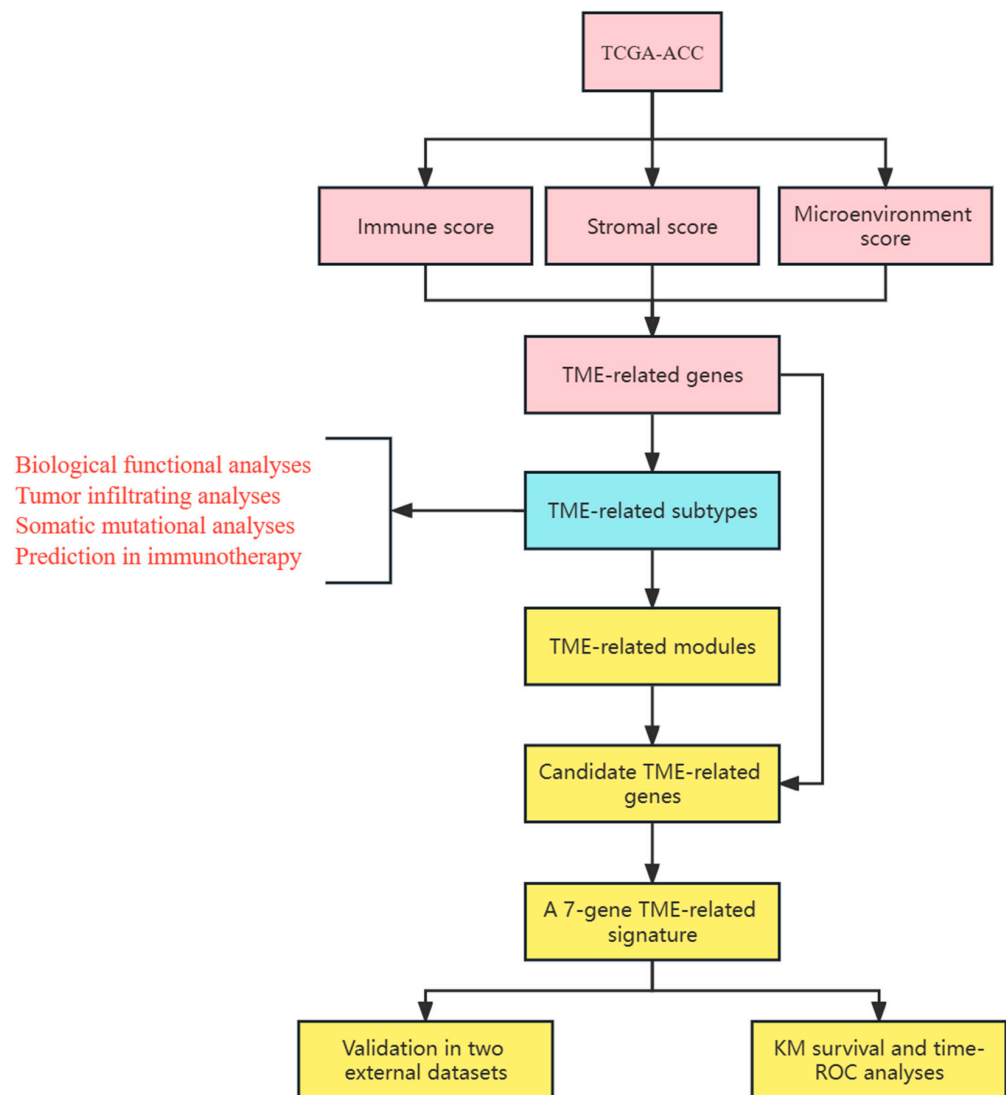 TCGA-ACC
Immune score
Stromal score
Microenvironment
score
TME-related genes
Biological functional analyses
Tumor infiltrating analyses
Somatic mutational analyses
Prediction in immunotherapy
TME-related subtypes
TME-related modules
Candidate TME-related
genes
A 7-gene TME-related
signature
Validation in two
external datasets
KM survival and time-
ROC analyses